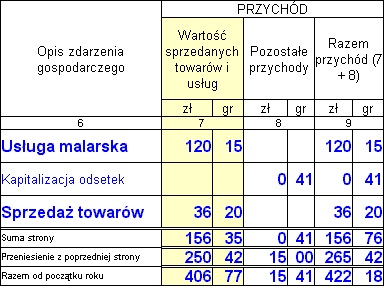 PRZYCHÓD
Opis zdarzenia
gospodarczego
Wartość
sprzedanych
towarów i
usług
Pozostałe
przychody
Razem
przychód (7
+ 8)
zł gr zł gr zł gr
6 7 8 9
Usługa malarska 120 15 120 15
Kapitalizacja odsetek 0 41 0 41
Sprzedaż towarów 36 20 36 20
Suma strony 156 35 0 41 156 76
Przeniesienie z poprzedniej strony 250 42 15 00 265 42
Razem od początku roku 406 77 15 41 422 18